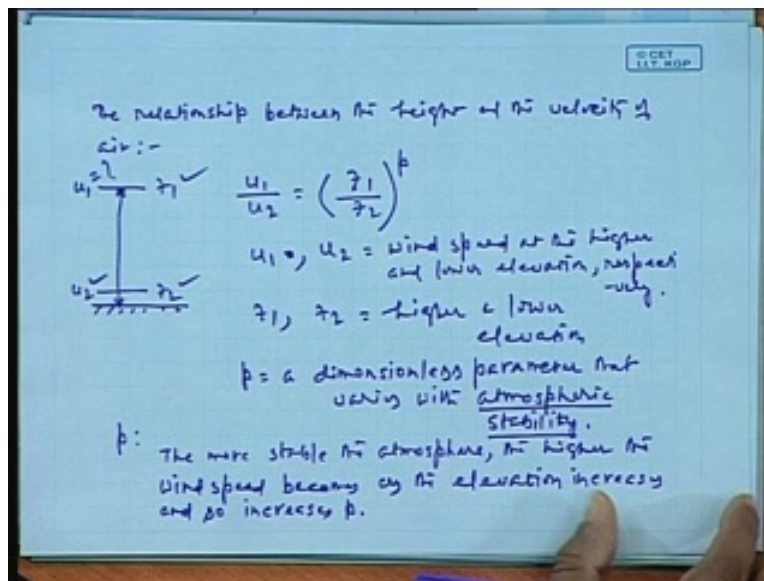 © CET
I.I.T. KGP
The relationship between the height and the velocity of
air :-
u1 = ? z1 ✓
u1/u2 = (z1/z2)^p
u1, u2 = wind speed at the higher
and lower elevation, respecti
-vely.
u2 ✓ z2 ✓
z1, z2 = higher & lower
elevation
p = a dimensionless parameter that
varies with atmospheric
stability.
p:
The more stable the atmosphere, the higher the
wind speed becomes as the elevation increases
and so increases p.